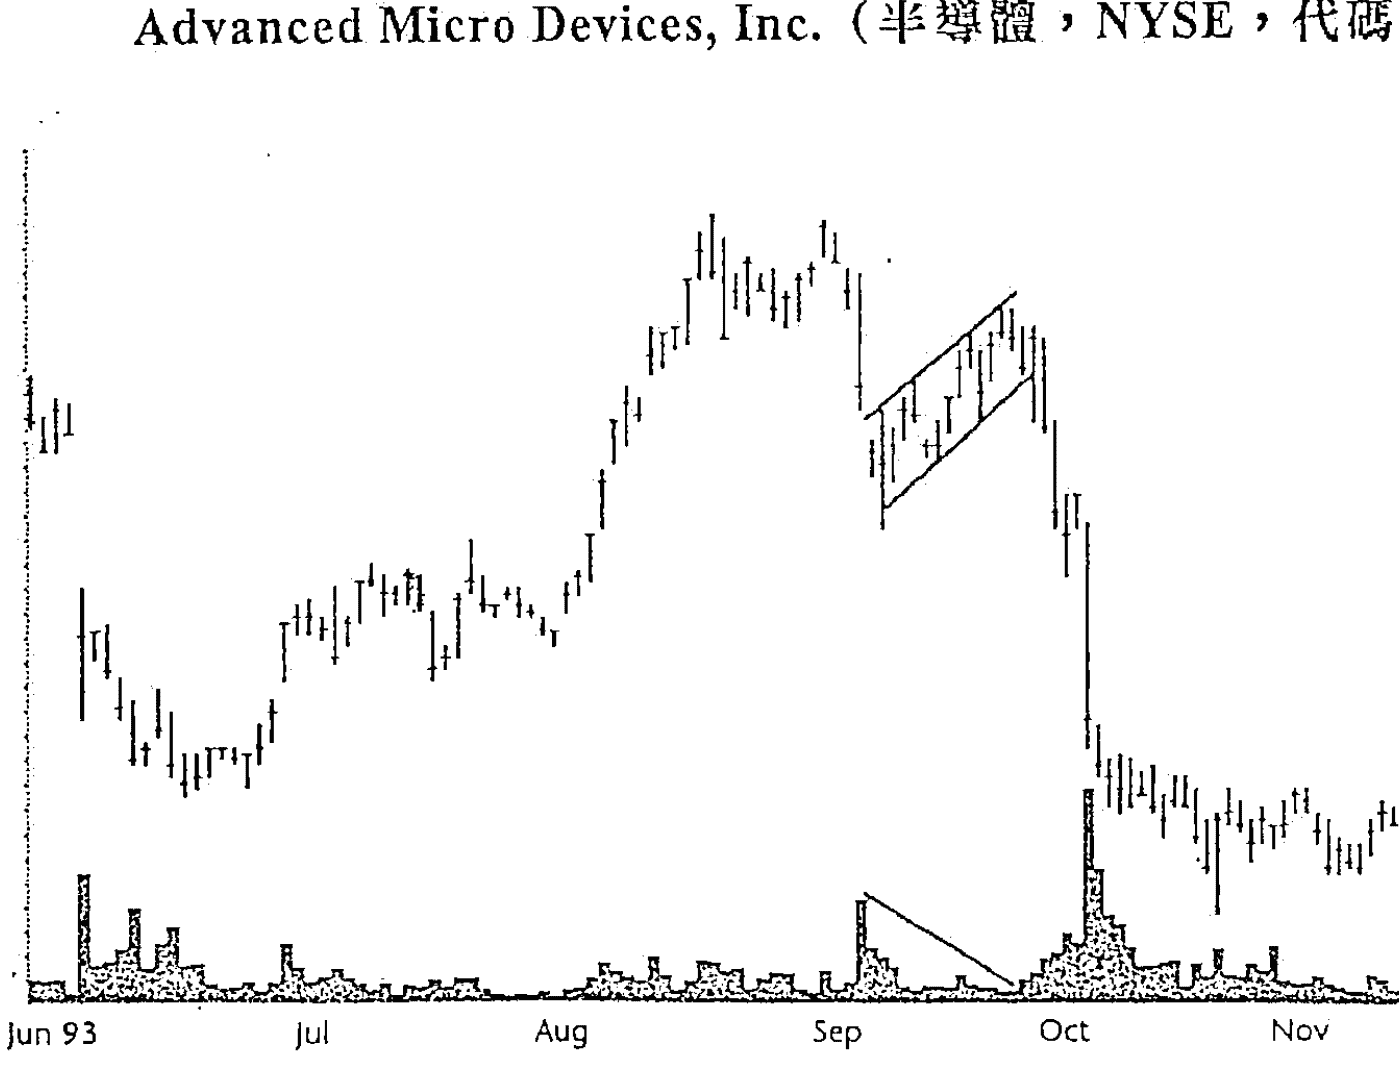 Advanced Micro Devices, Inc.（半導體，NYSE，代碼
Jun 93 Jul Aug Sep Oct Nov